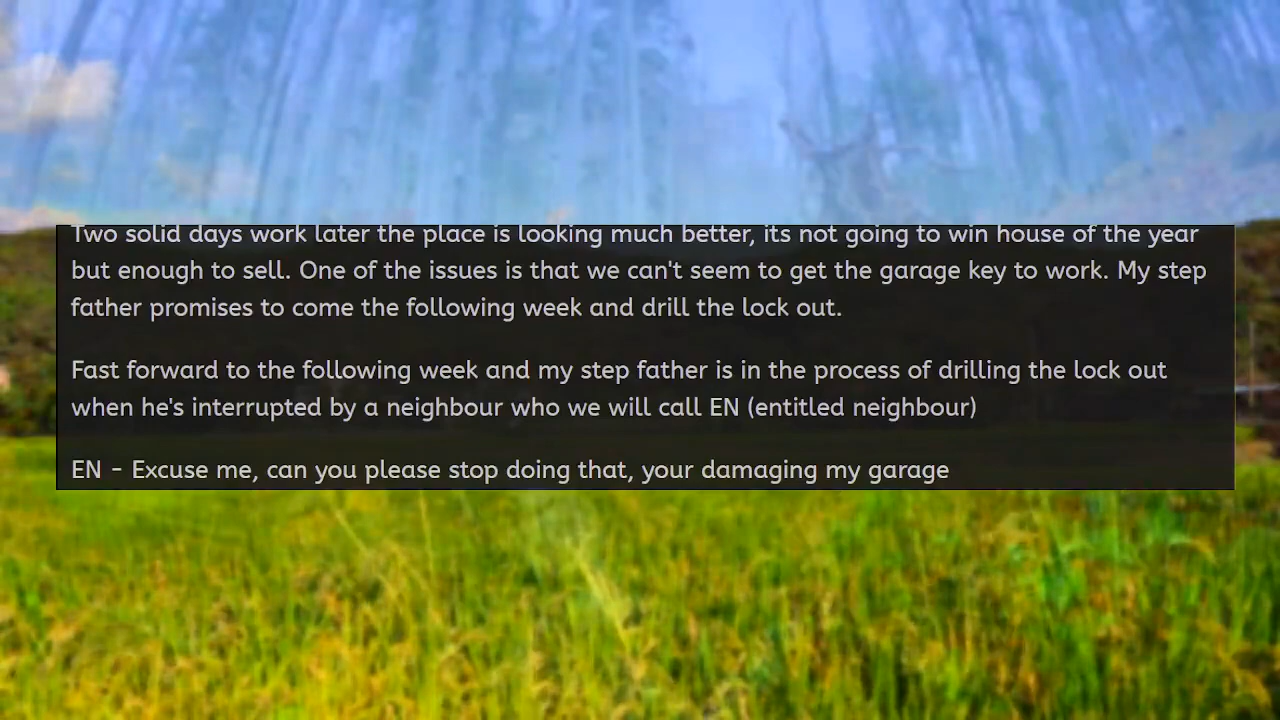 Two solid days work later the place is looking much better, its not going to win house of the year
but enough to sell. One of the issues is that we can't seem to get the garage key to work. My step
father promises to come the following week and drill the lock out.
Fast forward to the following week and my step father is in the process of drilling the lock out
when he's interrupted by a neighbour who we will call EN (entitled neighbour)
EN - Excuse me, can you please stop doing that, your damaging my garage